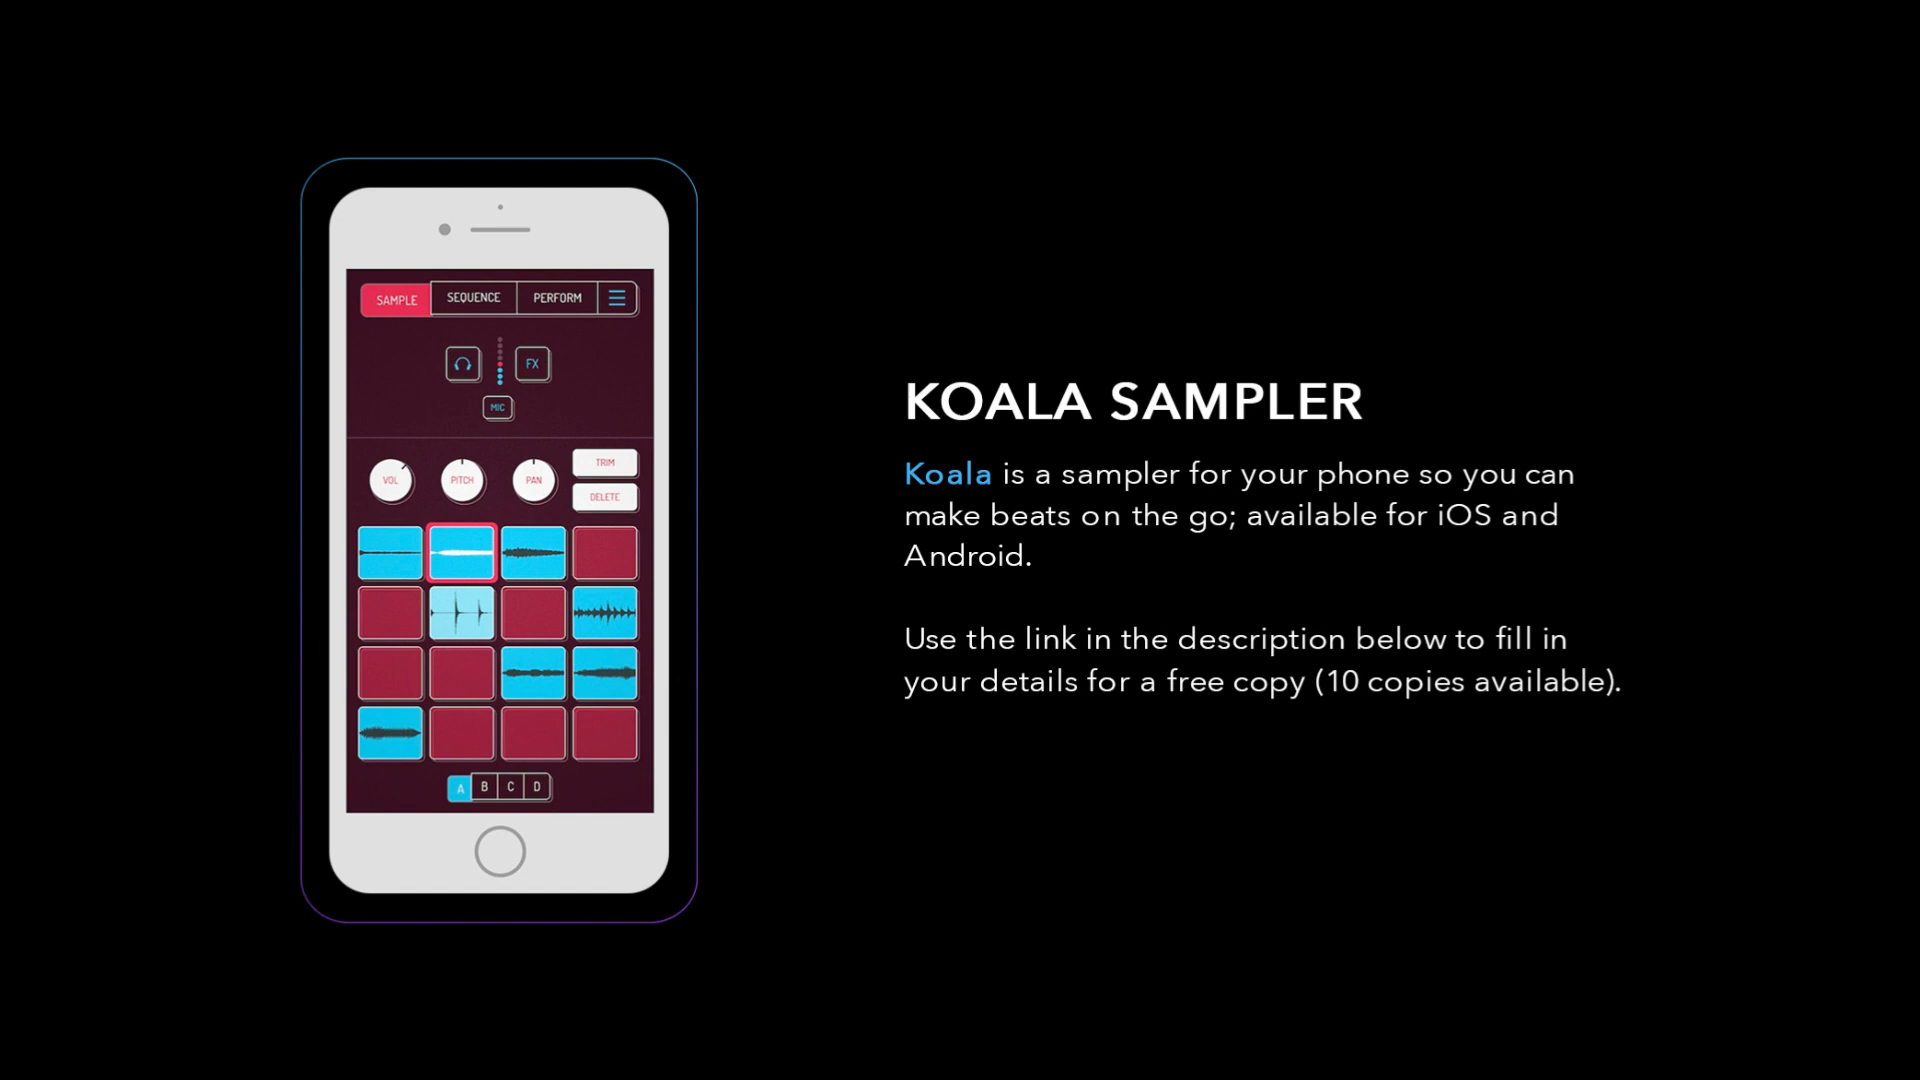 SAMPLE SEQUENCE PERFORM
FX
MIC
VOL PITCH PAN TRIM
DELETE
A B C D
KOALA SAMPLER
Koala is a sampler for your phone so you can
make beats on the go; available for iOS and
Android.
Use the link in the description below to fill in
your details for a free copy (10 copies available).